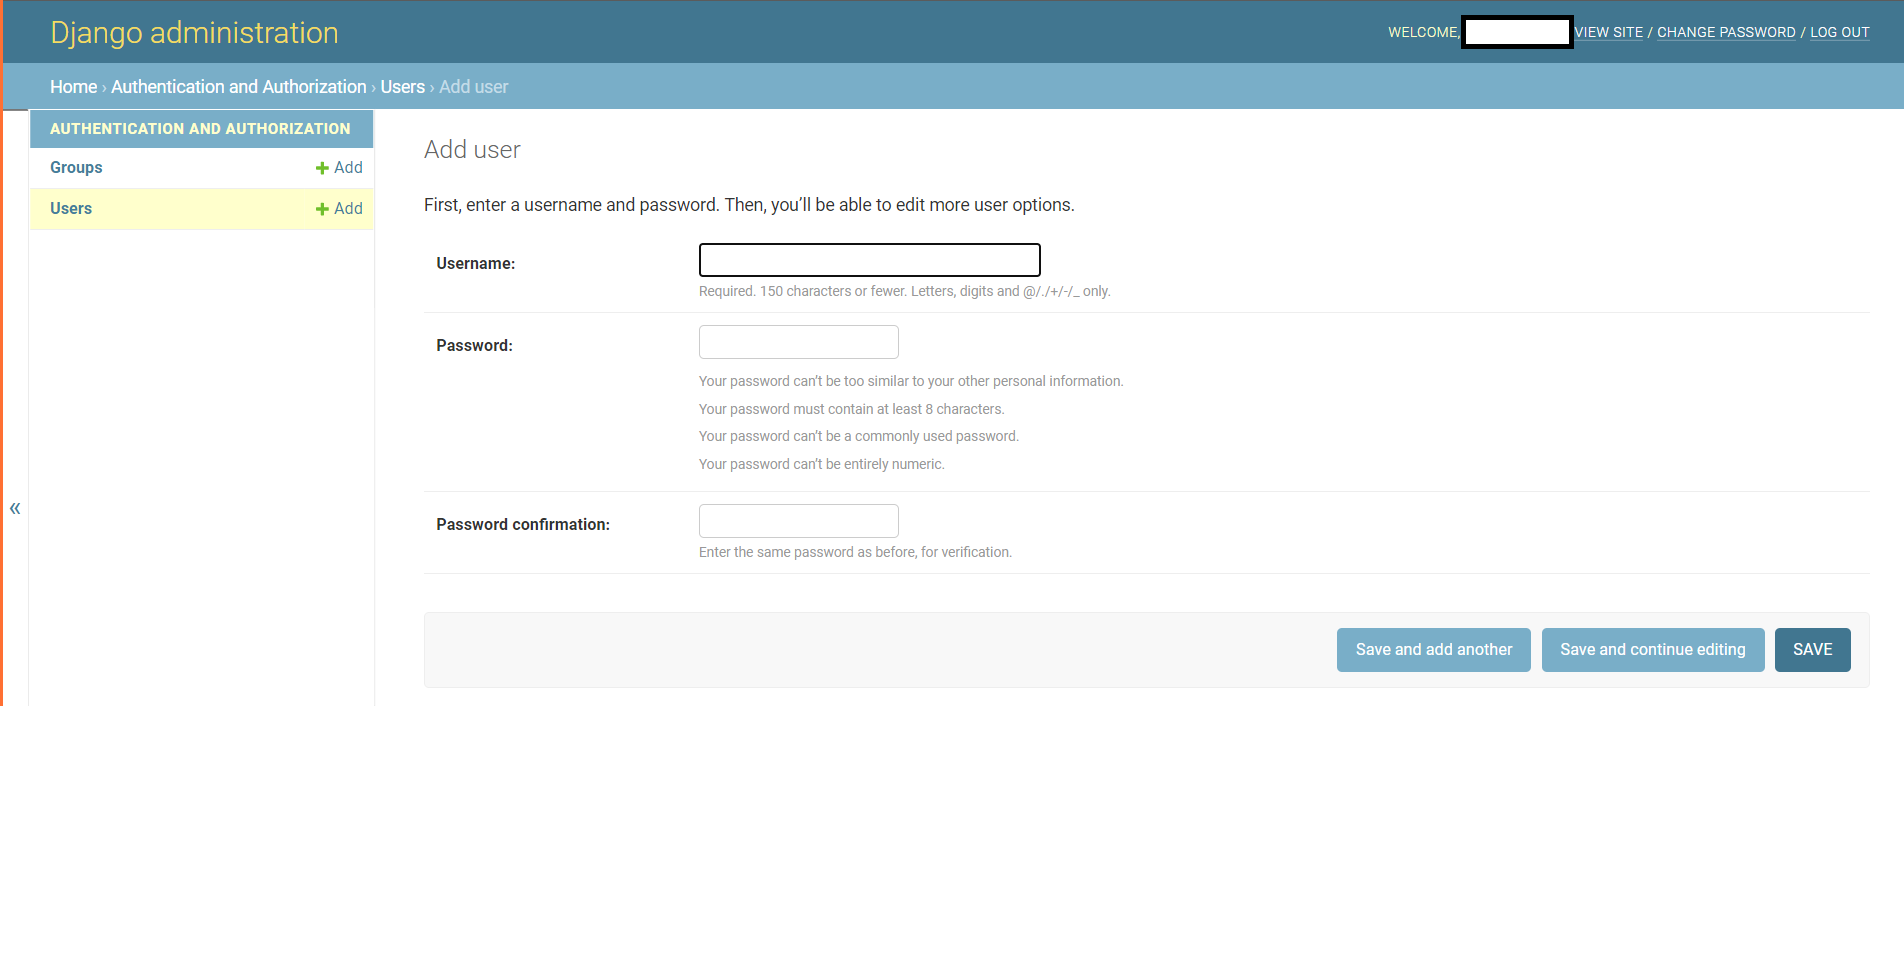 Django administration
WELCOME, VIEW SITE / CHANGE PASSWORD / LOG OUT
Home › Authentication and Authorization › Users › Add user
AUTHENTICATION AND AUTHORIZATION
Groups + Add
Users + Add
«
Add user
First, enter a username and password. Then, you’ll be able to edit more user options.
Username:
Required. 150 characters or fewer. Letters, digits and @/./+/-/_ only.
Password:
Your password can’t be too similar to your other personal information.
Your password must contain at least 8 characters.
Your password can’t be a commonly used password.
Your password can’t be entirely numeric.
Password confirmation:
Enter the same password as before, for verification.
Save and add another Save and continue editing SAVE